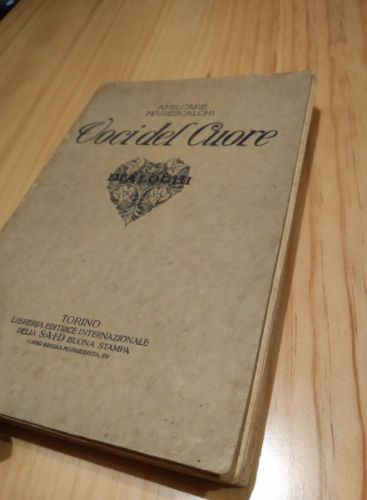 AMILCARE
MARESCALCHI
Voci del Cuore
DIALOGHI
TORINO
LIBRERIA EDITRICE INTERNAZIONALE
DELLA S.A.I.D BUONA STAMPA
CORSO REGINA MARGHERITA, 176